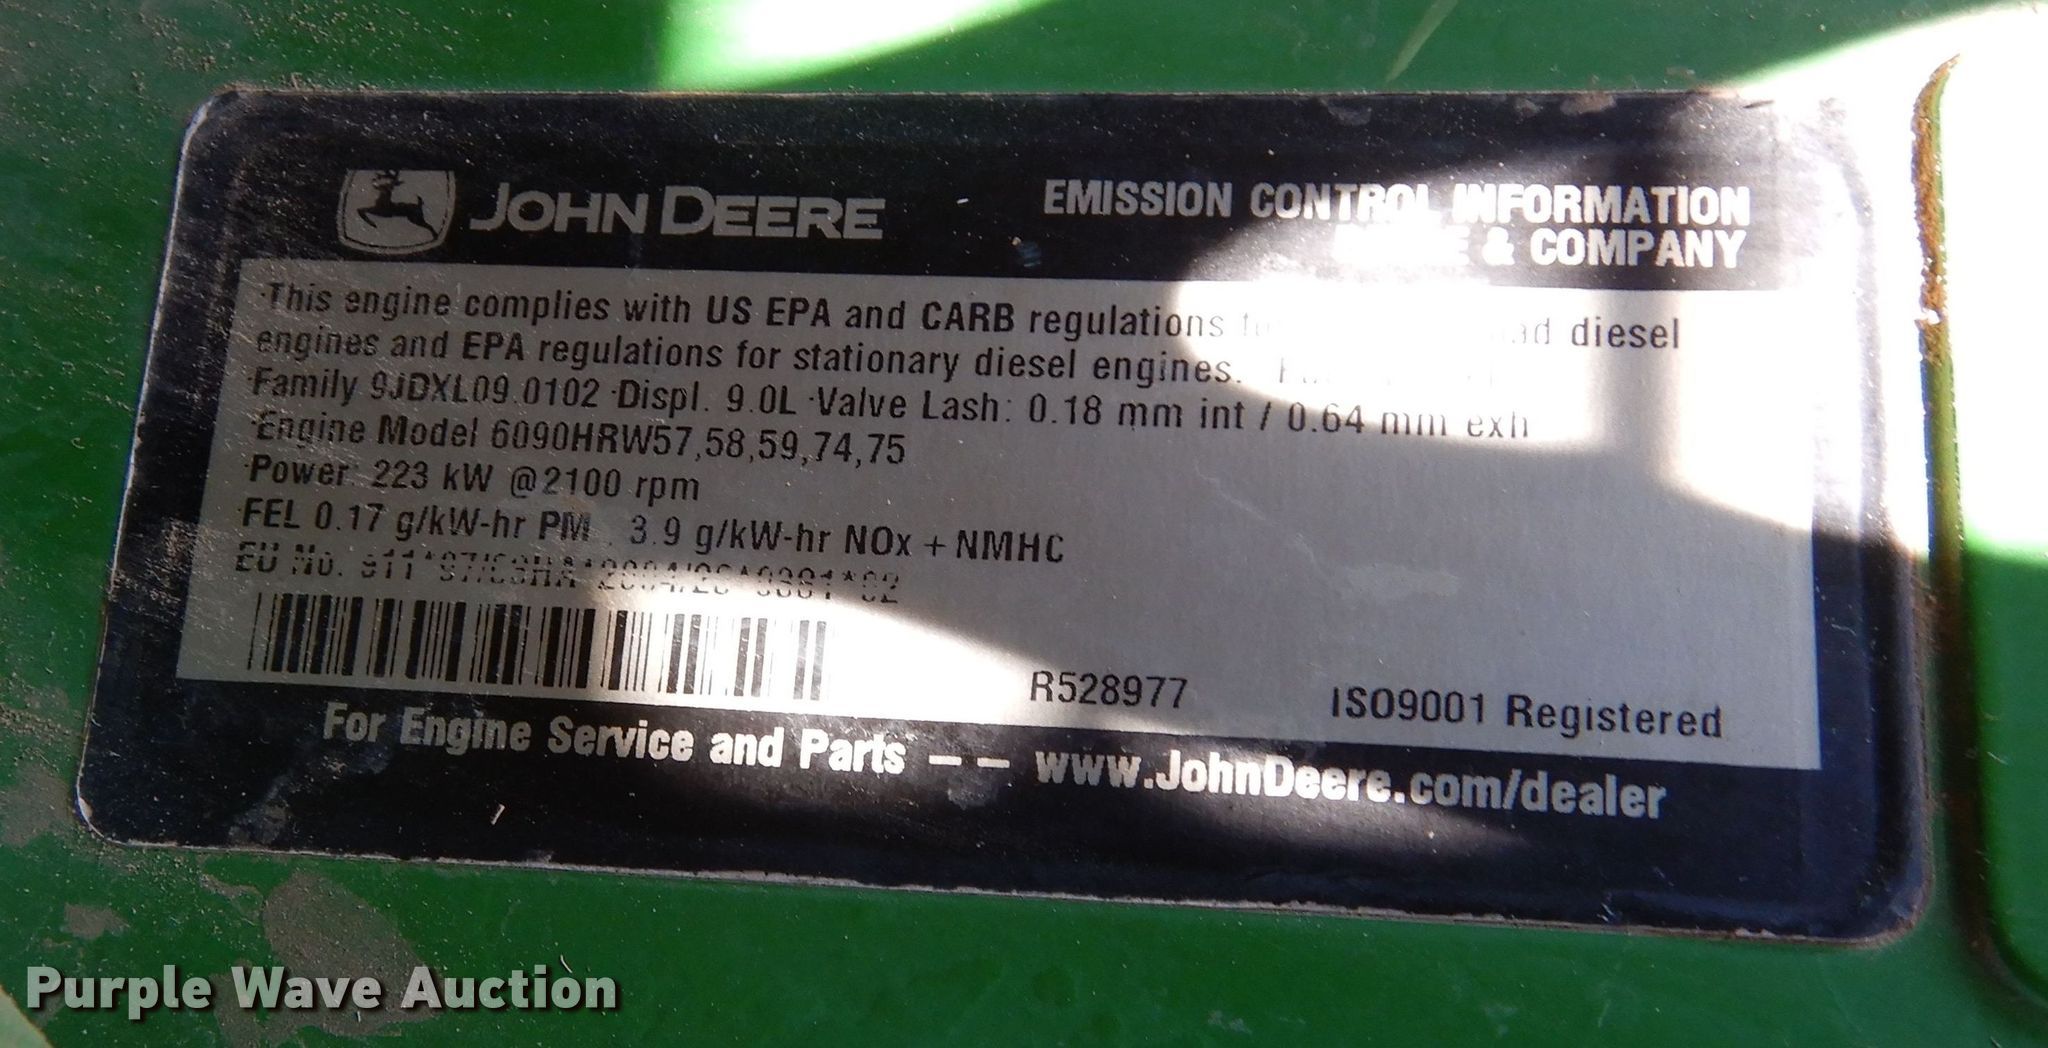 JOHN DEERE
EMISSION CONTROL INFORMATION
& COMPANY
·This engine complies with US EPA and CARB regulations diesel
engines and EPA regulations for stationary diesel engines.
·Family 9JDXL09.0102 ·Displ. 9.0L ·Valve Lash: 0.18 mm int / 0.64 mm exh
·Engine Model 6090HRW57,58,59,74,75
·Power: 223 kW @2100 rpm
·FEL 0.17 g/kW-hr PM . 3.9 g/kW-hr NOx + NMHC
EU No.
R528977
ISO9001 Registered
For Engine Service and Parts — — www.JohnDeere.com/dealer
Purple Wave Auction